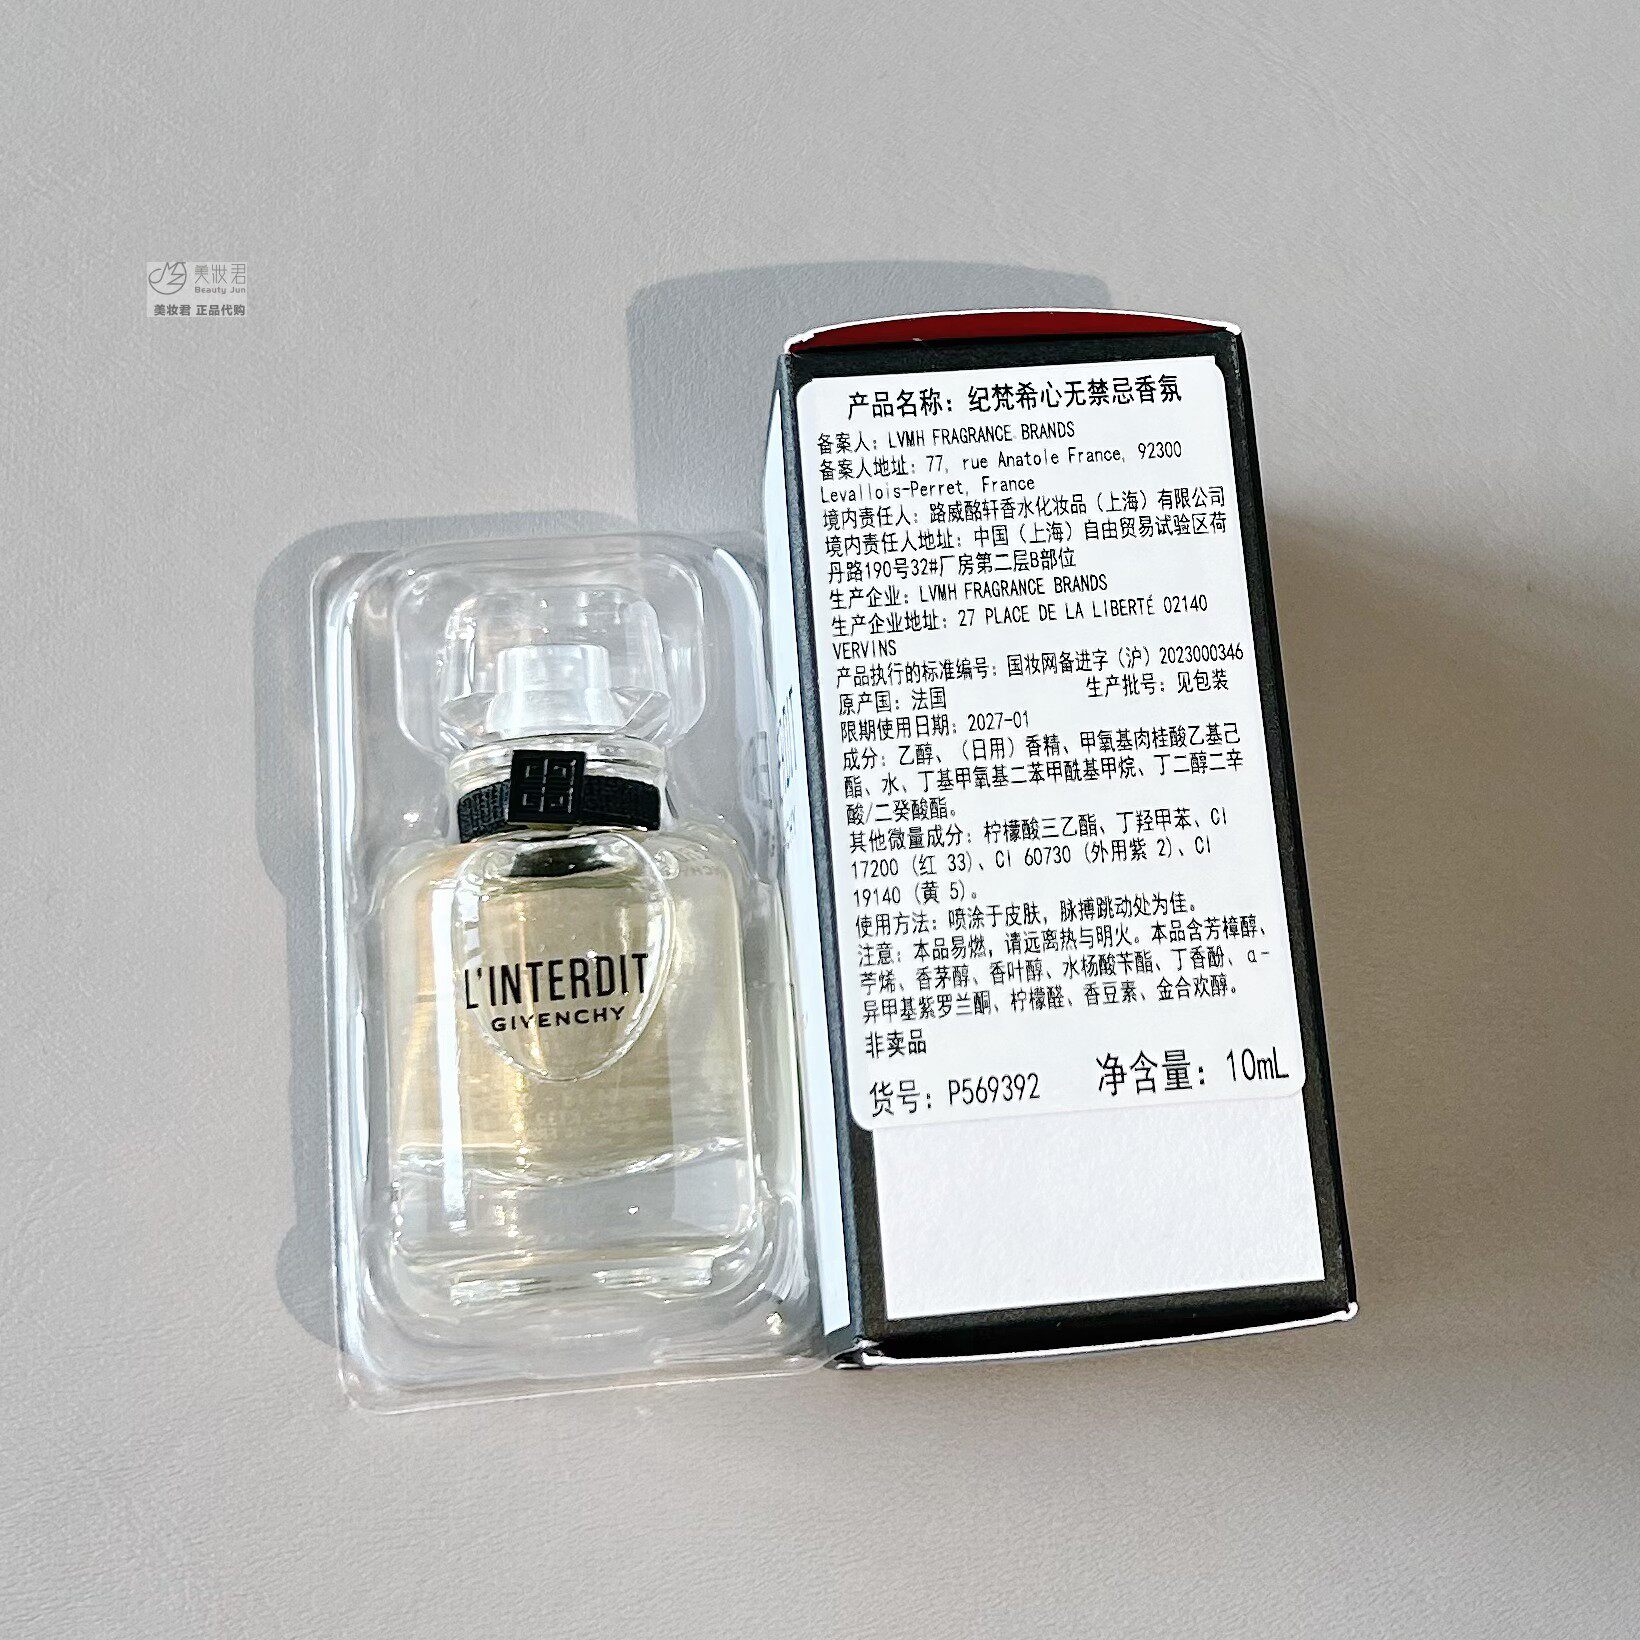 美妆君
Beauty Jun
美妆君 正品代购
产品名称：纪梵希心无禁忌香氛
备案人：LVMH FRAGRANCE BRANDS
备案人地址：77, rue Anatole France, 92300
Levallois-Perret, France
境内责任人：路威酩轩香水化妆品（上海）有限公司
境内责任人地址：中国（上海）自由贸易试验区荷
丹路190号32#厂房第二层B部位
生产企业：LVMH FRAGRANCE BRANDS
生产企业地址：27 PLACE DE LA LIBERTÉ 02140
VERVINS
产品执行的标准编号：国妆网备进字（沪）2023000346
原产国：法国 生产批号：见包装
限期使用日期：2027-01
成分：乙醇、（日用）香精、甲氧基肉桂酸乙基己
酯、水、丁基甲氧基二苯甲酰基甲烷、丁二醇二辛
酸/二癸酸酯。
其他微量成分：柠檬酸三乙酯、丁羟甲苯、CI
17200（红 33）、CI 60730（外用紫 2）、CI
19140（黄 5）。
使用方法：喷涂于皮肤，脉搏跳动处为佳。
注意：本品易燃，请远离热与明火。本品含芳樟醇、
苧烯、香茅醇、香叶醇、水杨酸苄酯、丁香酚、α-
异甲基紫罗兰酮、柠檬醛、香豆素、金合欢醇。
非卖品
货号：P569392 净含量：10mL
L'INTERDIT
GIVENCHY